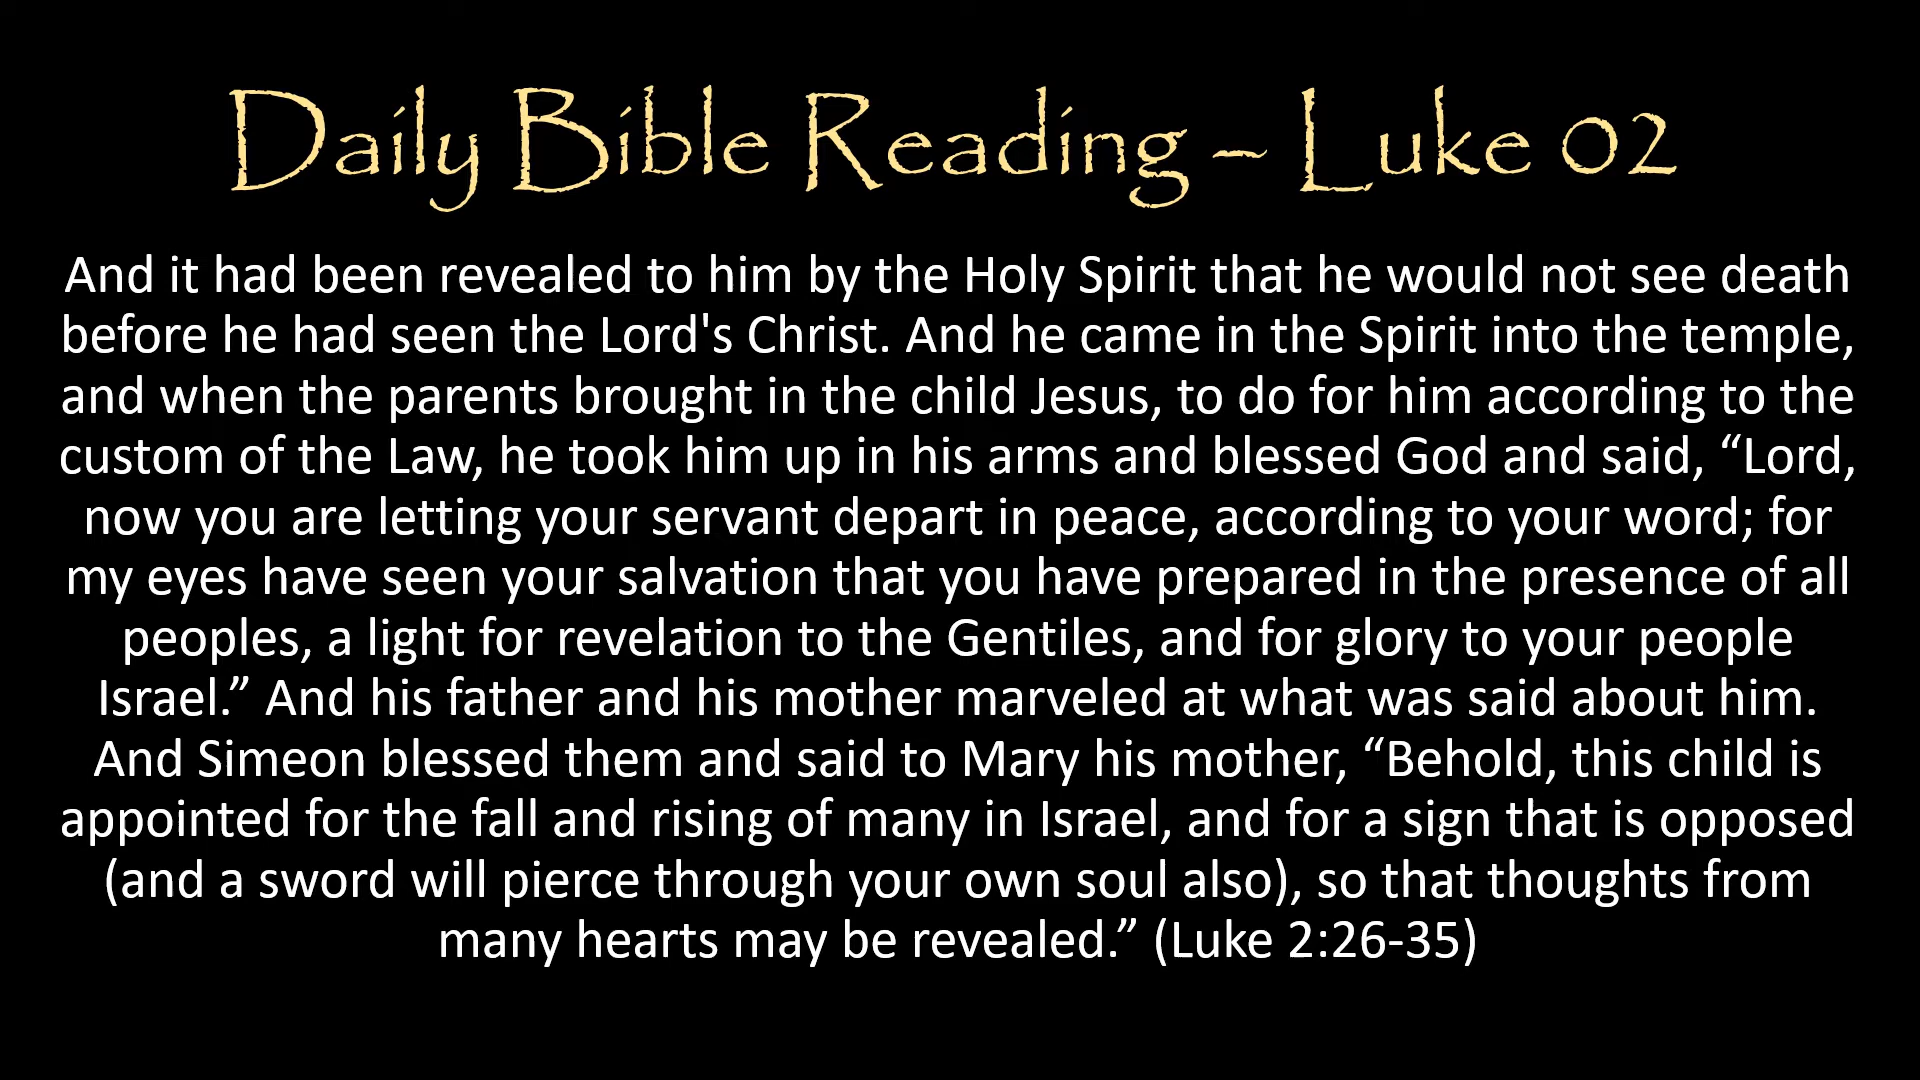 Daily Bible Reading – Luke 02
And it had been revealed to him by the Holy Spirit that he would not see death
before he had seen the Lord's Christ. And he came in the Spirit into the temple,
and when the parents brought in the child Jesus, to do for him according to the
custom of the Law, he took him up in his arms and blessed God and said, “Lord,
now you are letting your servant depart in peace, according to your word; for
my eyes have seen your salvation that you have prepared in the presence of all
peoples, a light for revelation to the Gentiles, and for glory to your people
Israel.” And his father and his mother marveled at what was said about him.
And Simeon blessed them and said to Mary his mother, “Behold, this child is
appointed for the fall and rising of many in Israel, and for a sign that is opposed
(and a sword will pierce through your own soul also), so that thoughts from
many hearts may be revealed.” (Luke 2:26-35)